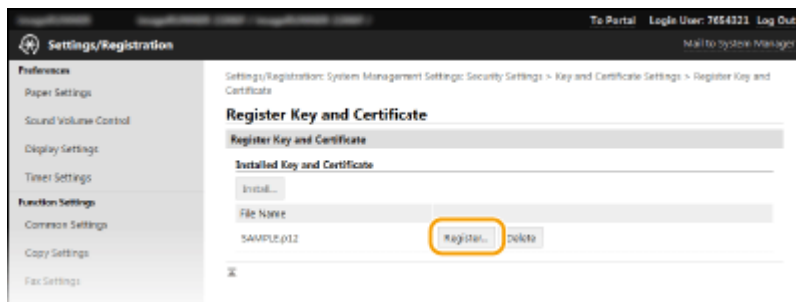 To Portal Login User: 7654321 Log Out
Settings/Registration
Mail to System Manager
Preferences
Paper Settings
Sound Volume Control
Display Settings
Timer Settings
Function Settings
Common Settings
Copy Settings
Fax Settings
Settings/Registration: System Management Settings: Security Settings > Key and Certificate Settings > Register Key and
Certificate
Register Key and Certificate
Register Key and Certificate
Installed Key and Certificate
Install...
File Name
SAMPLE.p12 Register... Delete